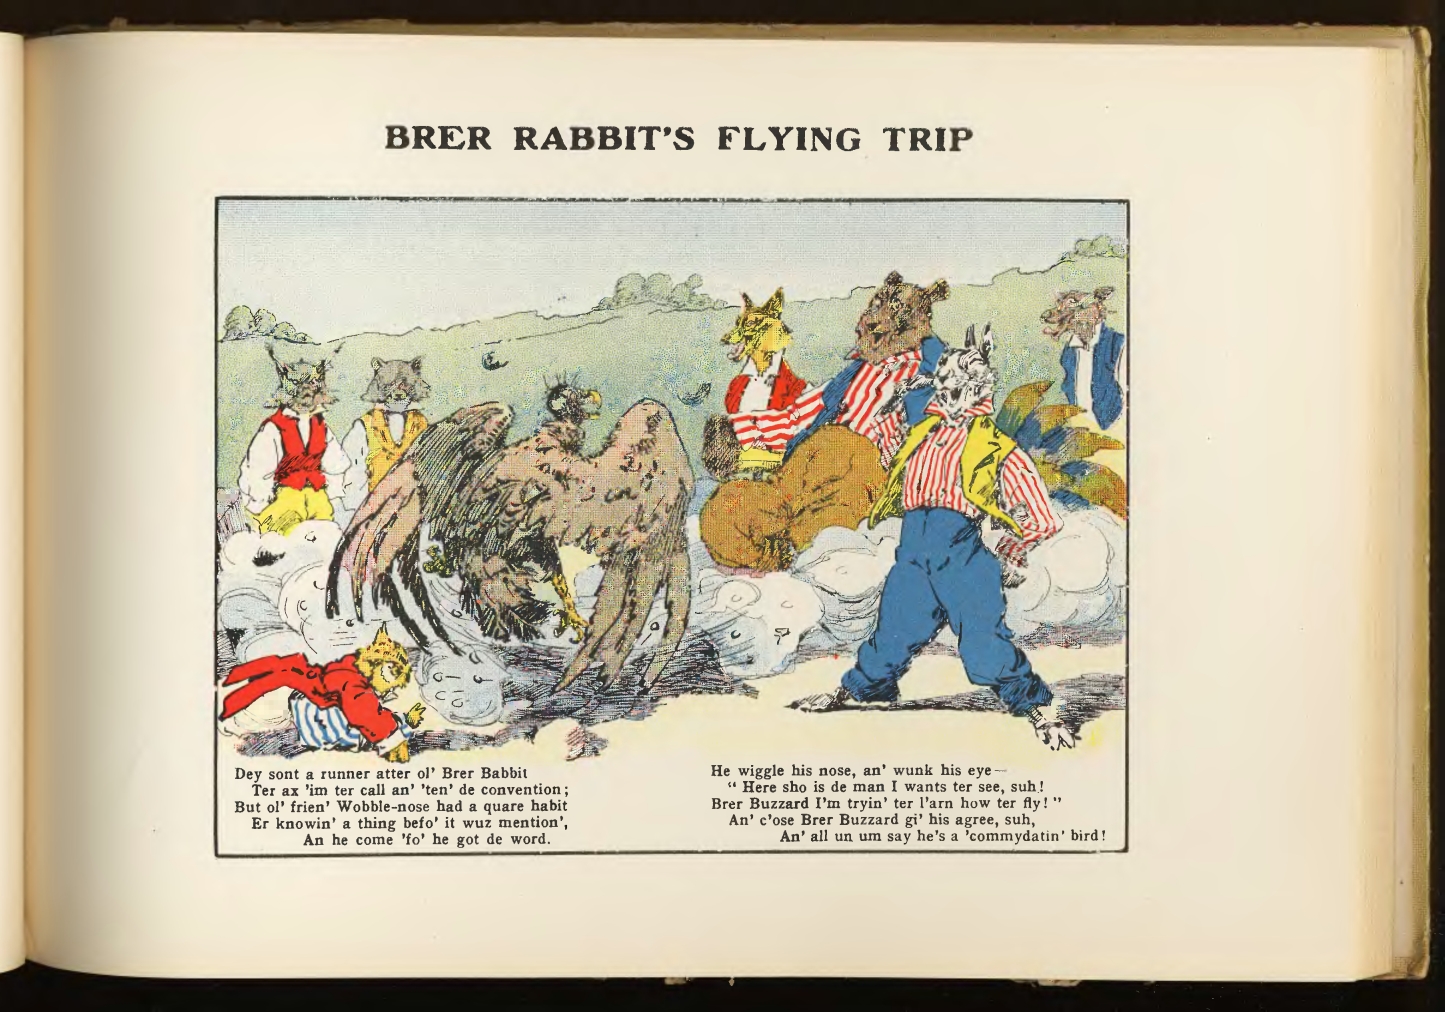 BRER RABBIT'S FLYING TRIP
Dey sont a runner atter ol' Brer Babbit
Ter ax 'im ter call an' 'ten' de convention;
But ol' frien' Wobble-nose had a quare habit
Er knowin' a thing befo' it wuz mention',
An he come 'fo' he got de word.
He wiggle his nose, an' wunk his eye—
“ Here sho is de man I wants ter see, suh!
Brer Buzzard I'm tryin' ter l'arn how ter fly! ”
An' c'ose Brer Buzzard gi' his agree, suh,
An' all un um say he's a 'commydatin' bird!